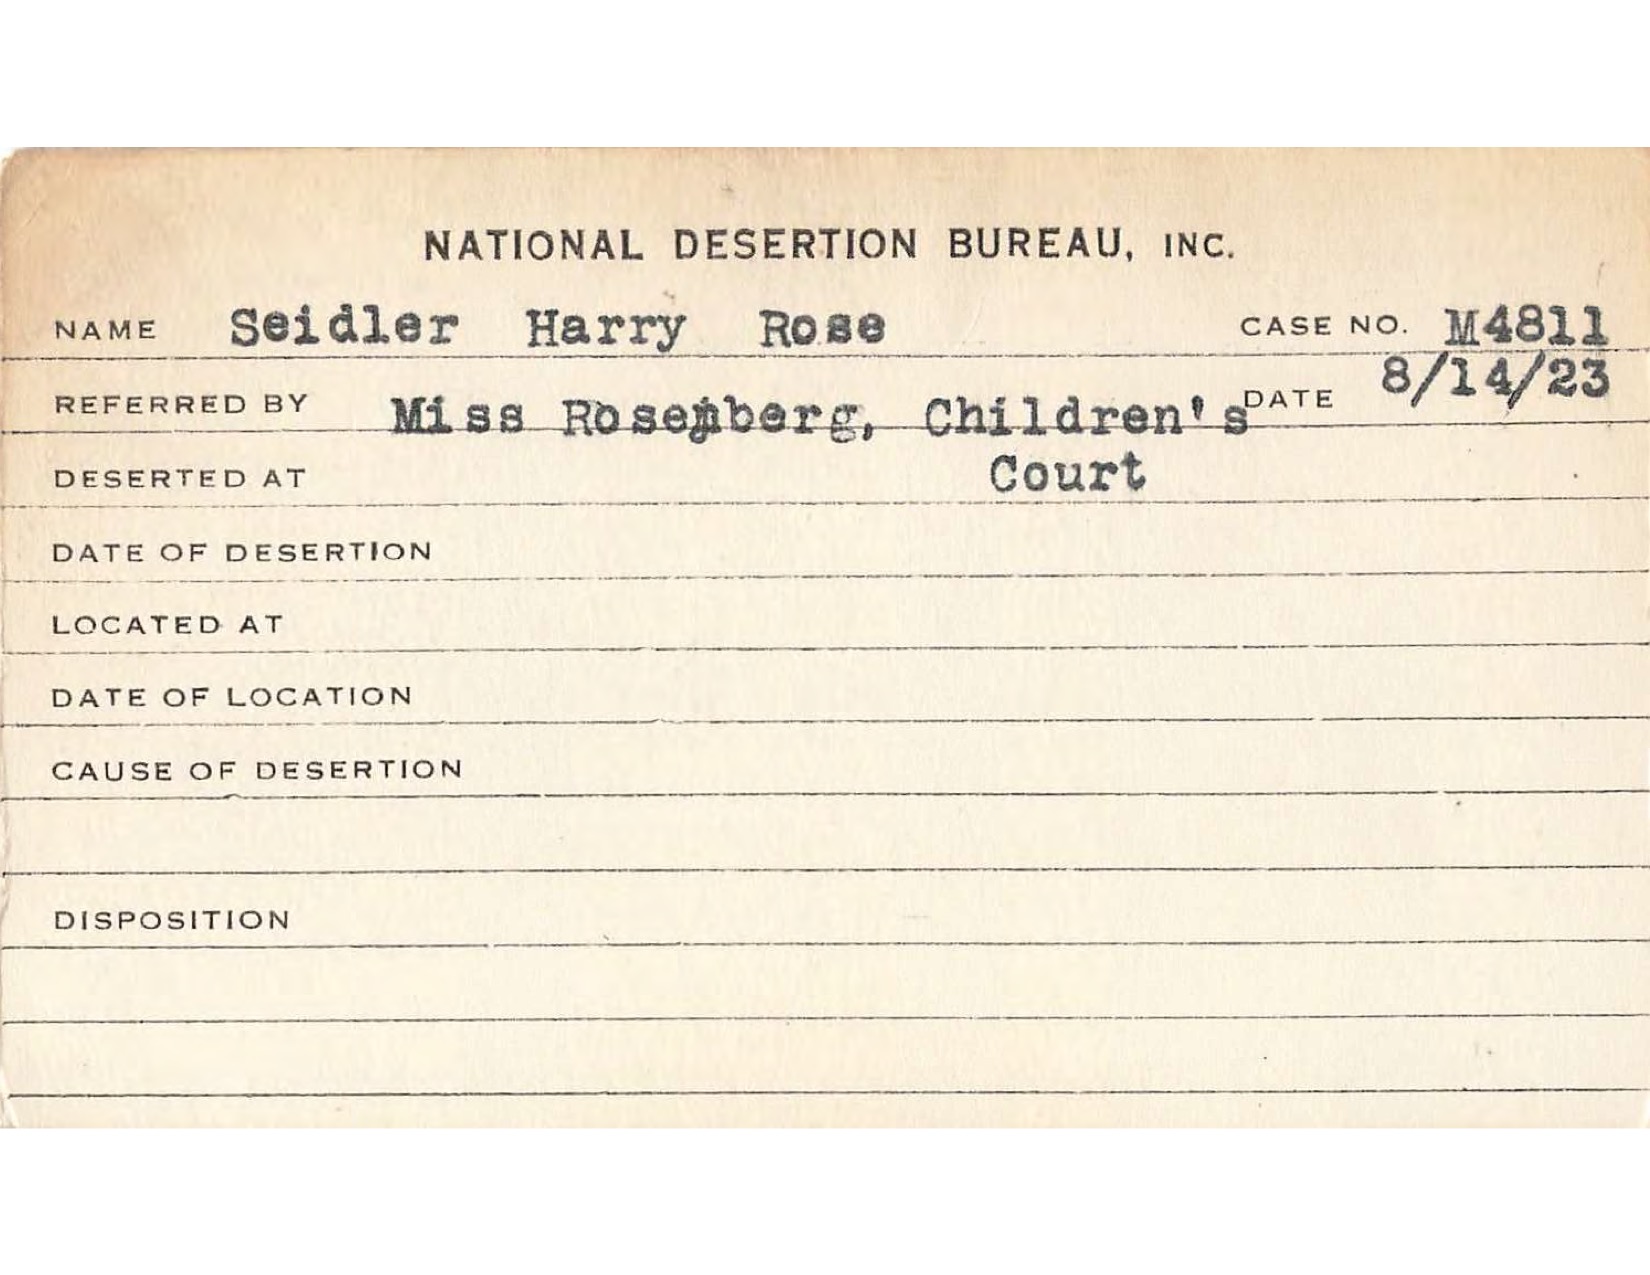 NATIONAL DESERTION BUREAU, INC.
NAME Seidler Harry Rose CASE NO. M4811
REFERRED BY Miss Rosenberg, Children's DATE 8/14/23
DESERTED AT Court
DATE OF DESERTION
LOCATED AT
DATE OF LOCATION
CAUSE OF DESERTION
DISPOSITION